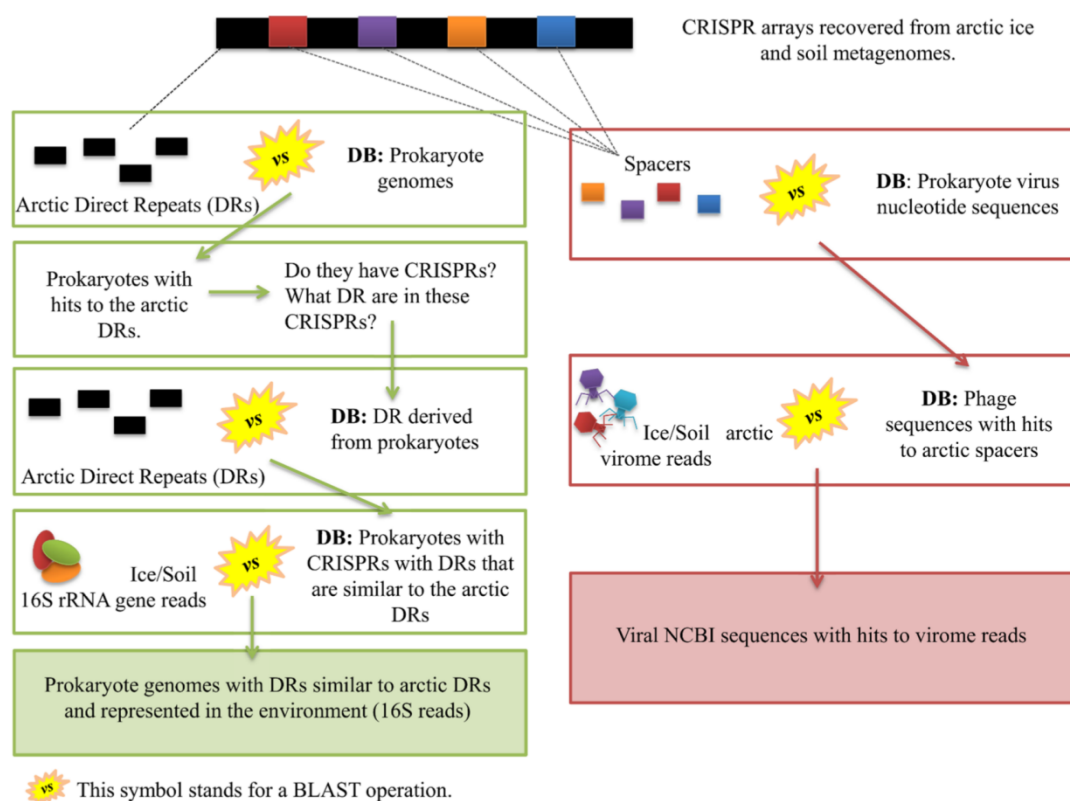 CRISPR arrays recovered from arctic ice
and soil metagenomes.
vs
DB: Prokaryote
genomes
Arctic Direct Repeats (DRs)
Prokaryotes with
hits to the arctic
DRs.
Do they have CRISPRs?
What DR are in these
CRISPRs?
vs
DB: DR derived
from prokaryotes
Arctic Direct Repeats (DRs)
Ice/Soil
16S rRNA gene reads
vs
DB: Prokaryotes with
CRISPRs with DRs that
are similar to the arctic
DRs
Prokaryote genomes with DRs similar to arctic DRs
and represented in the environment (16S reads)
Spacers
vs
DB: Prokaryote virus
nucleotide sequences
Ice/Soil arctic
virome reads
vs
DB: Phage
sequences with hits
to arctic spacers
Viral NCBI sequences with hits to virome reads
vs This symbol stands for a BLAST operation.